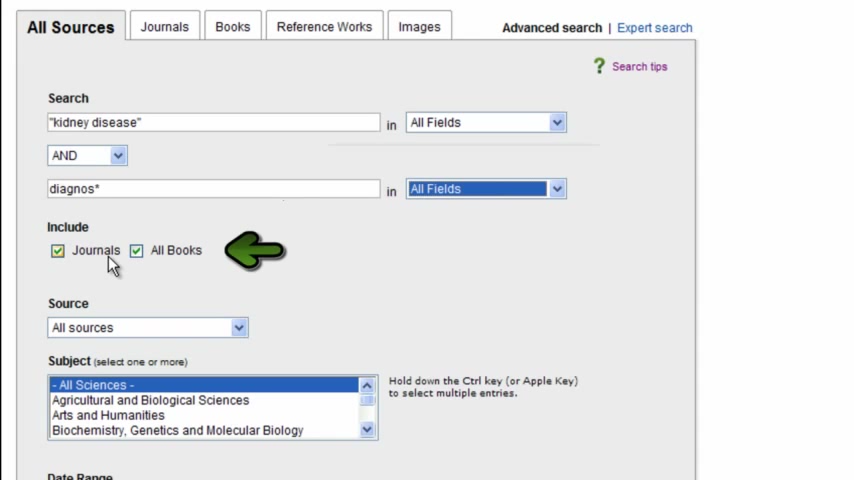 All Sources Journals Books Reference Works Images Advanced search | Expert search
? Search tips
Search
"kidney disease" in All Fields
AND
diagnos* in All Fields
Include
Journals All Books
Source
All sources
Subject (select one or more)
- All Sciences -
Agricultural and Biological Sciences
Arts and Humanities
Biochemistry, Genetics and Molecular Biology
Hold down the Ctrl key (or Apple Key)
to select multiple entries.
Date Range